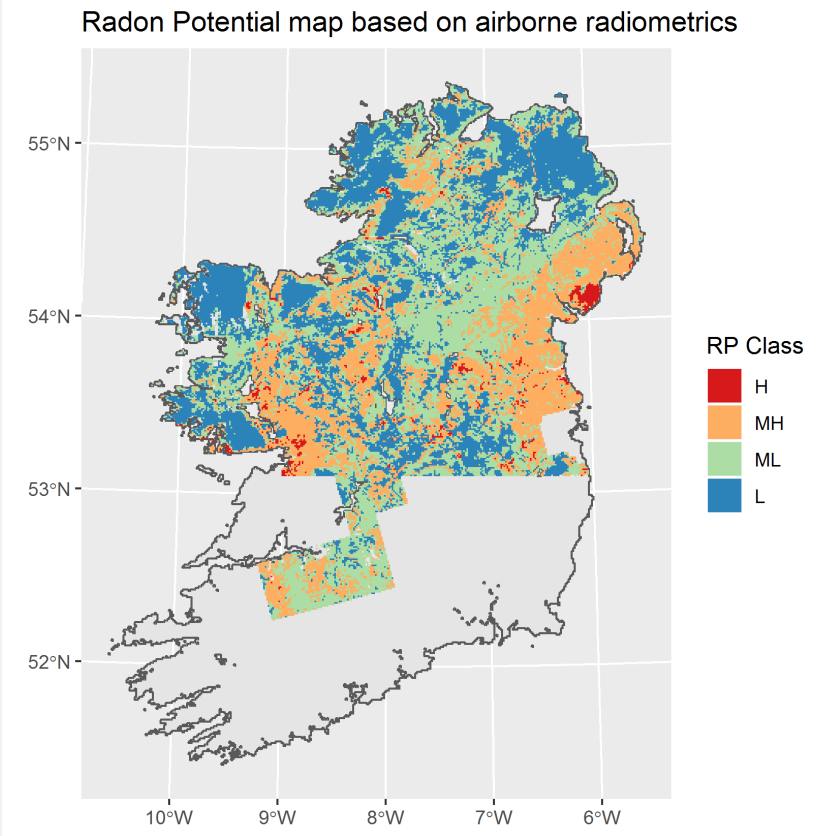 Radon Potential map based on airborne radiometrics
55°N
54°N
53°N
52°N
10°W
9°W
8°W
7°W
6°W
RP Class
H
MH
ML
L